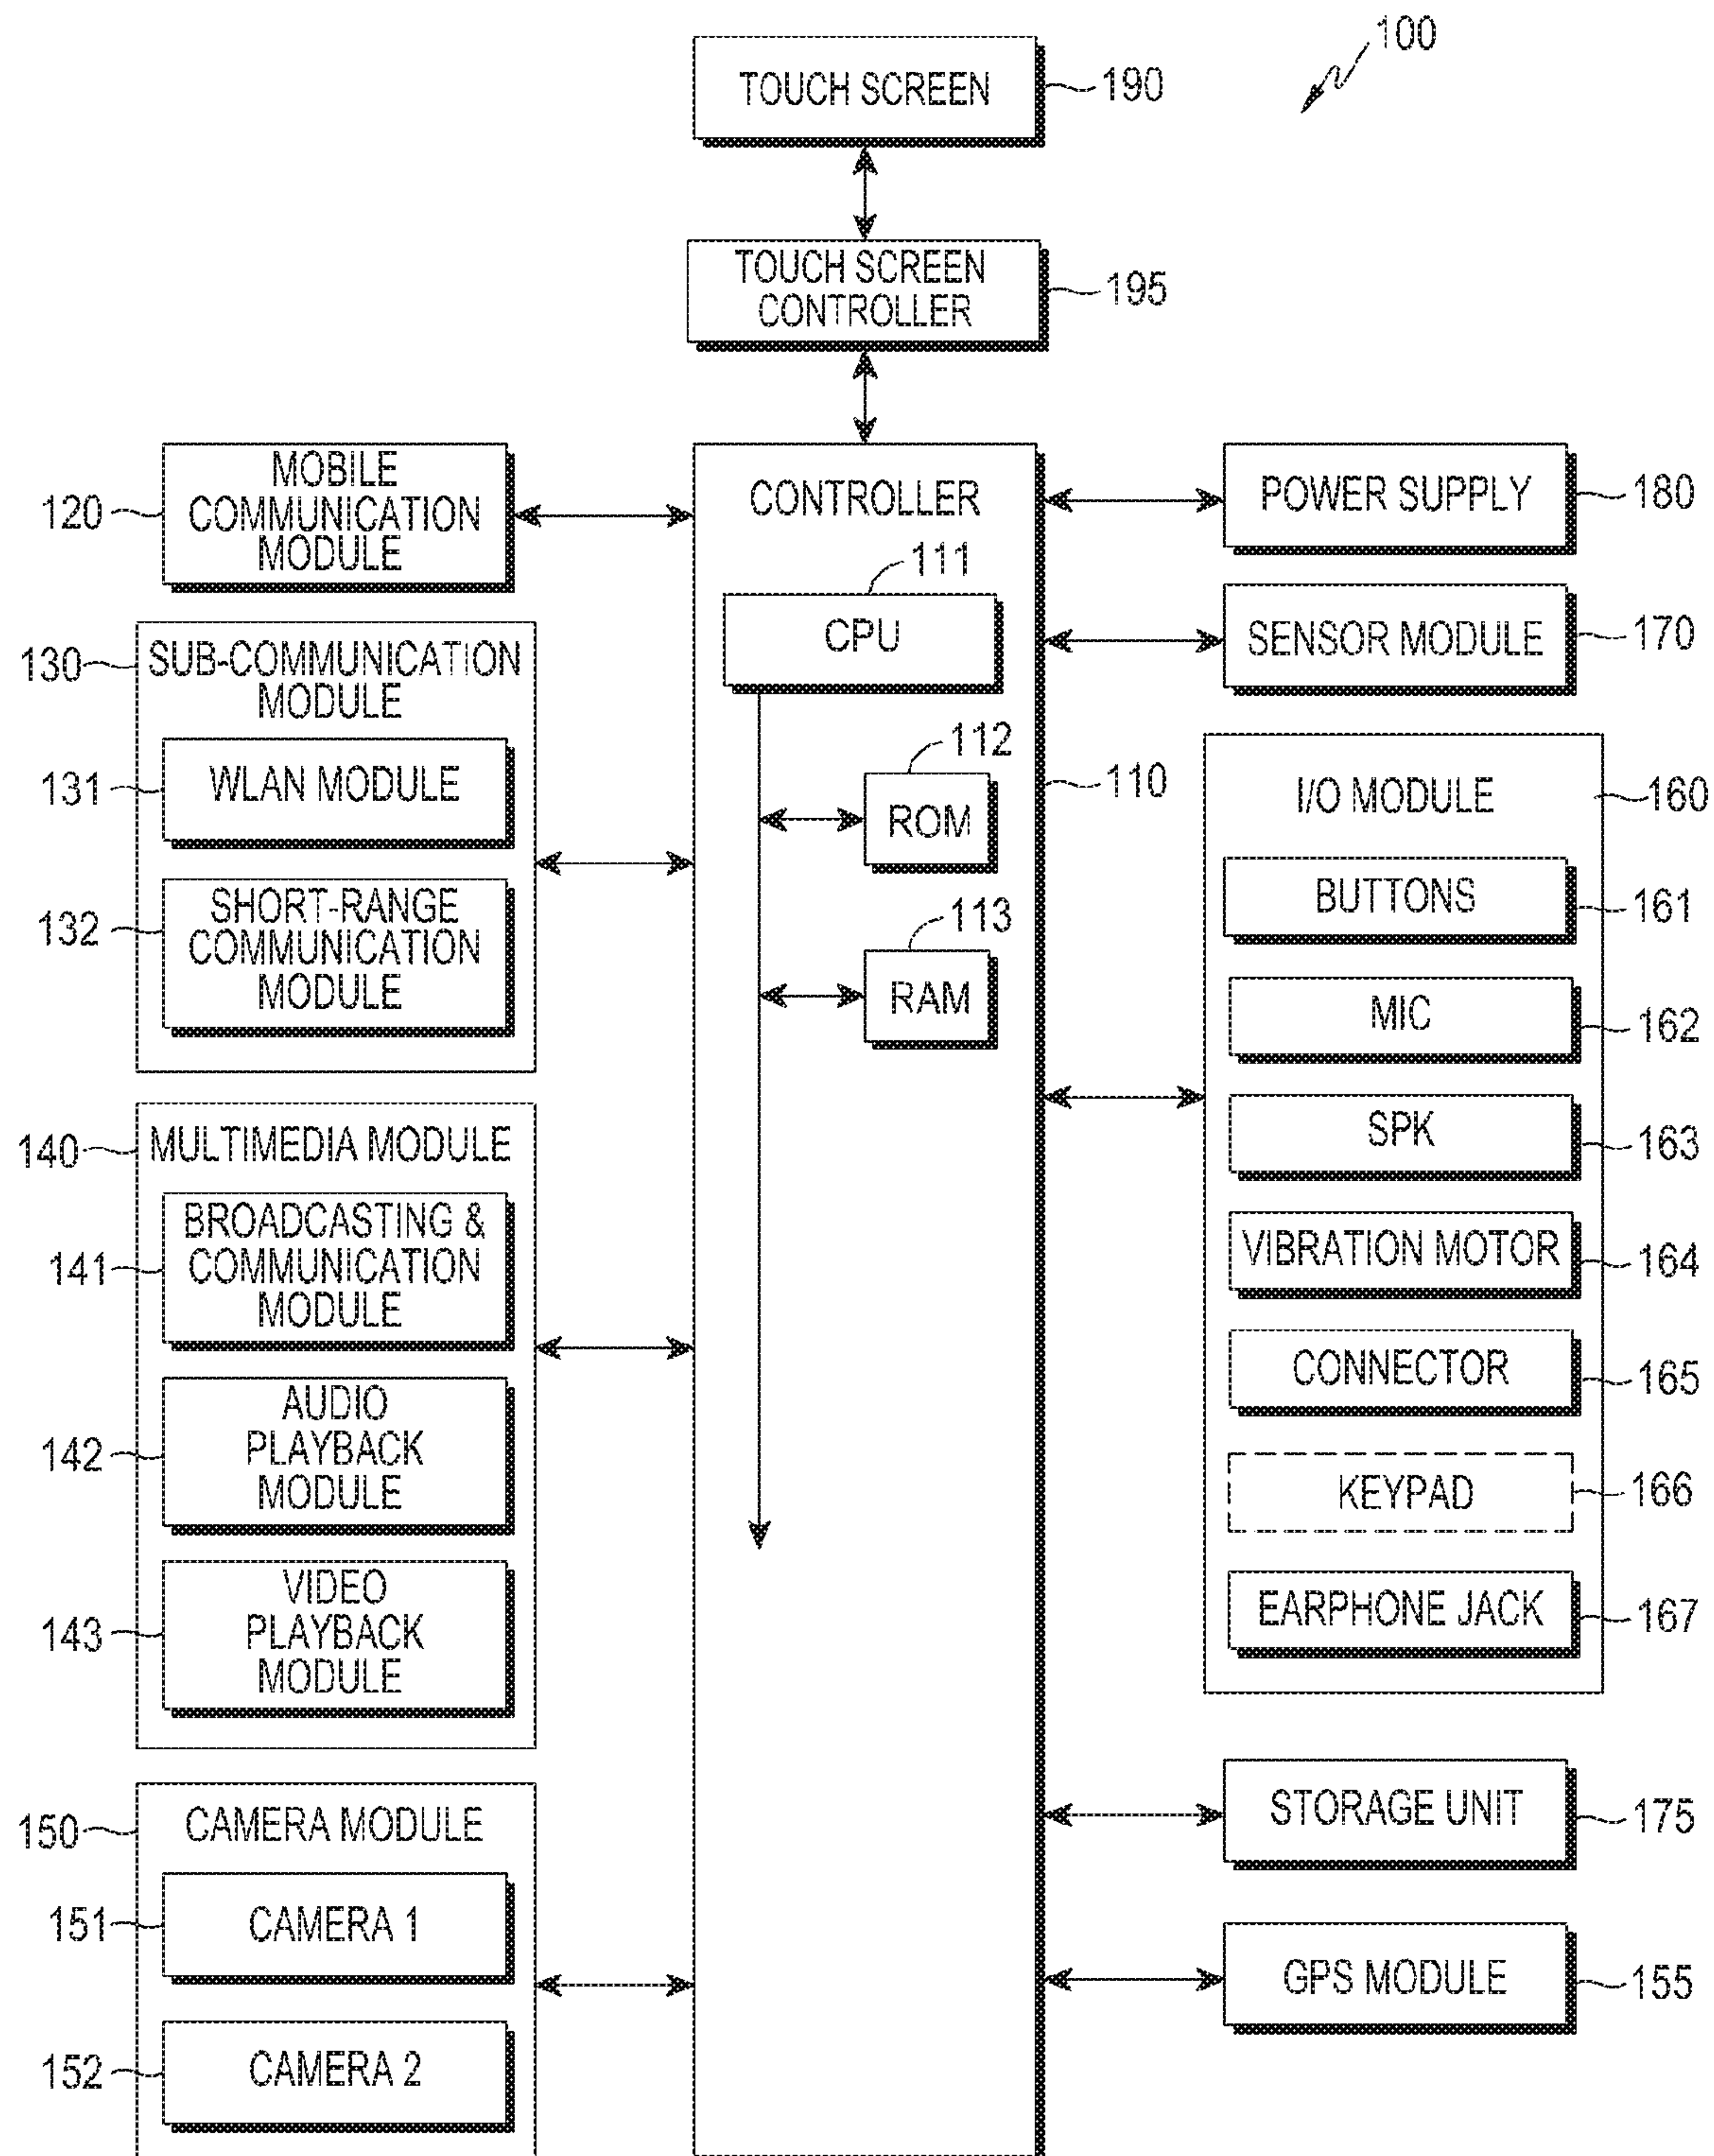 100
TOUCH SCREEN
190
TOUCH SCREEN
CONTROLLER
195
120
MOBILE
COMMUNICATION
MODULE
130
SUB-COMMUNICATION
MODULE
131
WLAN MODULE
132
SHORT-RANGE
COMMUNICATION
MODULE
140
MULTIMEDIA MODULE
141
BROADCASTING &
COMMUNICATION
MODULE
142
AUDIO
PLAYBACK
MODULE
143
VIDEO
PLAYBACK
MODULE
150
CAMERA MODULE
151
CAMERA 1
152
CAMERA 2
CONTROLLER
111
CPU
112
ROM
113
RAM
110
POWER SUPPLY
180
SENSOR MODULE
170
I/O MODULE
160
BUTTONS
161
MIC
162
SPK
163
VIBRATION MOTOR
164
CONNECTOR
165
KEYPAD
166
EARPHONE JACK
167
STORAGE UNIT
175
GPS MODULE
155